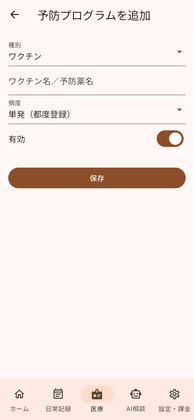 予防プログラムを追加
種別
ワクチン
ワクチン名／予防薬名
頻度
単発（都度登録）
有効
保存
ホーム
日常記録
医療
AI相談
設定・課金